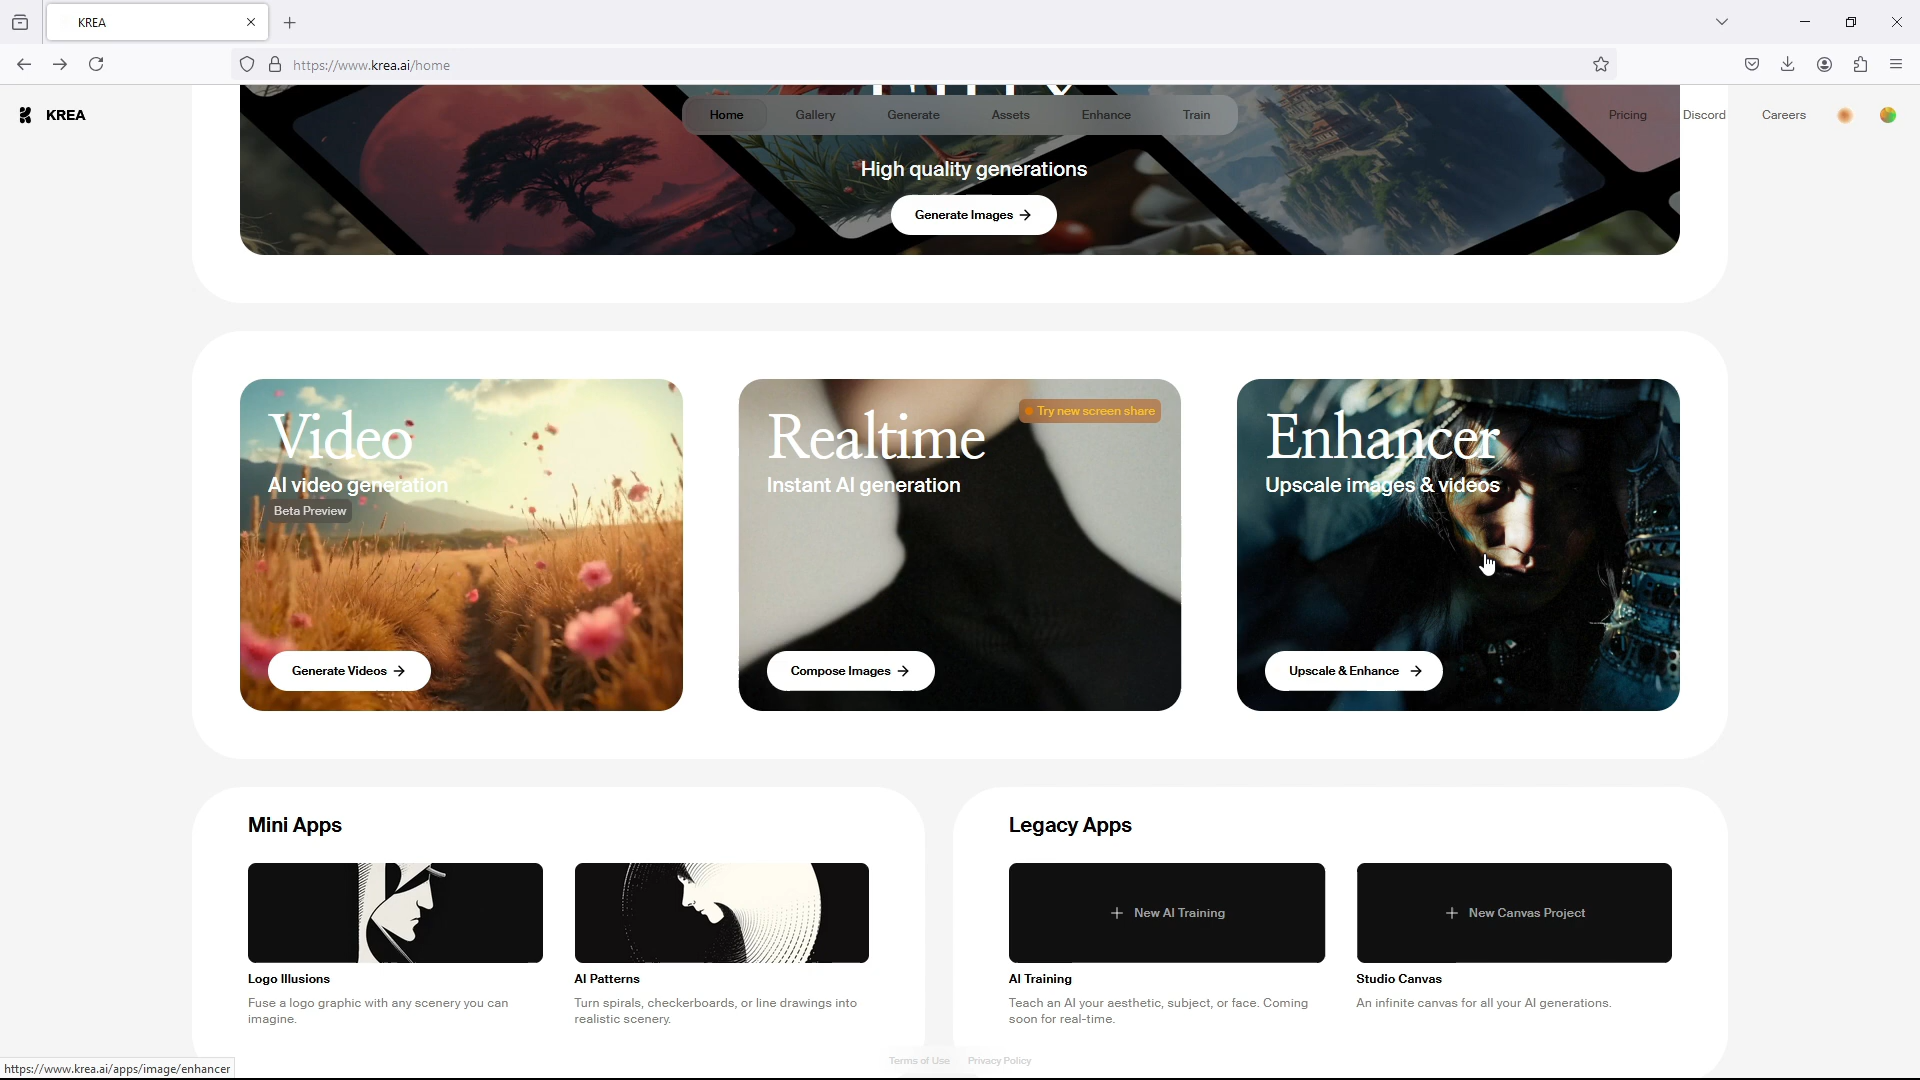 KREA
https://www.krea.ai/home
KREA
Home
Gallery
Generate
Assets
Enhance
Train
Pricing
Discord
Careers
High quality generations
Generate Images
Video
AI video generation
Beta Preview
Generate Videos
Realtime
Try new screen share
Instant AI generation
Compose Images
Enhancer
Upscale images & videos
Upscale & Enhance
Mini Apps
Logo Illusions
Fuse a logo graphic with any scenery you can
imagine.
AI Patterns
Turn spirals, checkerboards, or line drawings into
realistic scenery.
Legacy Apps
New AI Training
AI Training
Teach an AI your aesthetic, subject, or face. Coming
soon for real-time.
New Canvas Project
Studio Canvas
An infinite canvas for all your AI generations.
Terms of Use
Privacy Policy
https://www.krea.ai/apps/image/enhancer